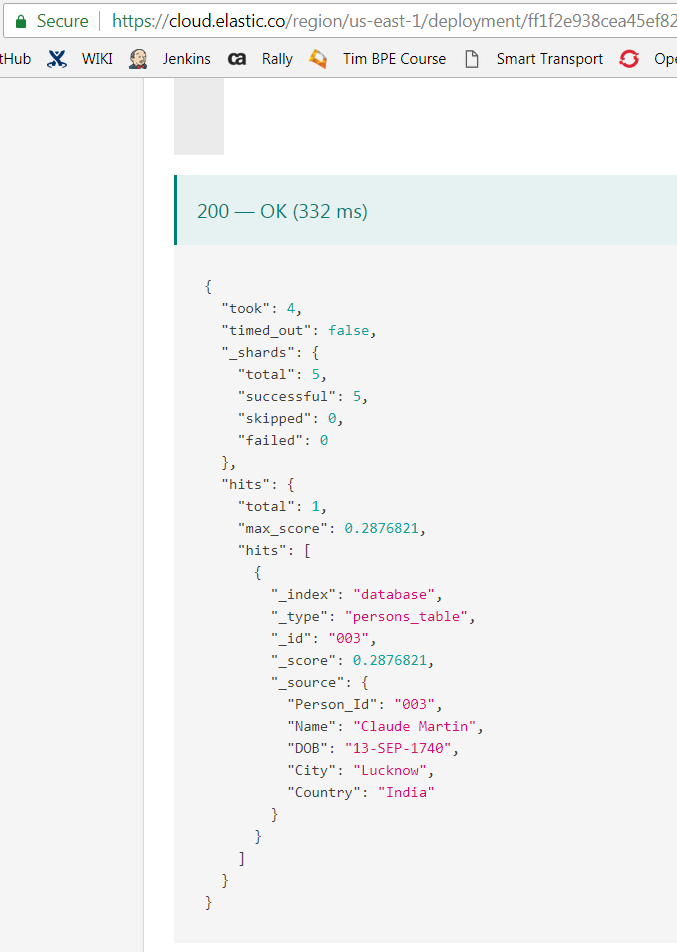 Secure | https://cloud.elastic.co/region/us-east-1/deployment/ff1f2e938cea45ef82
tHub WIKI Jenkins ca Rally Tim BPE Course Smart Transport Ope
200 — OK (332 ms)
{
"took": 4,
"timed_out": false,
"_shards": {
"total": 5,
"successful": 5,
"skipped": 0,
"failed": 0
},
"hits": {
"total": 1,
"max_score": 0.2876821,
"hits": [
{
"_index": "database",
"_type": "persons_table",
"_id": "003",
"_score": 0.2876821,
"_source": {
"Person_Id": "003",
"Name": "Claude Martin",
"DOB": "13-SEP-1740",
"City": "Lucknow",
"Country": "India"
}
}
]
}
}